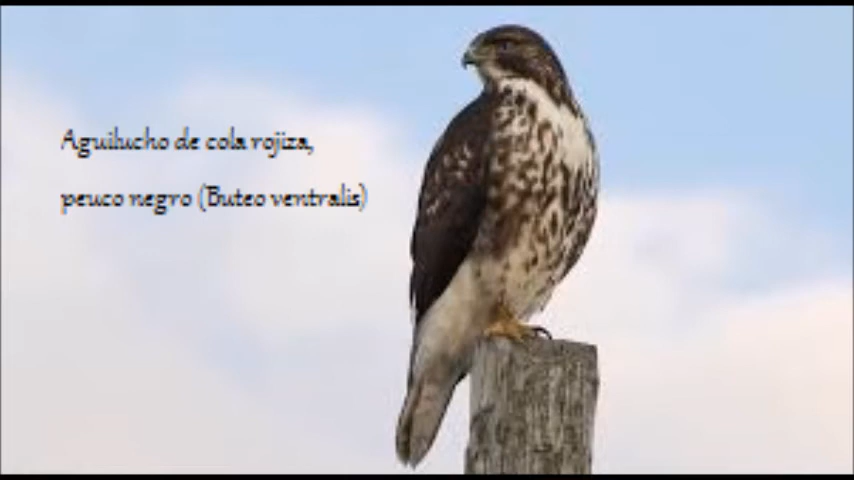 Aguilucho de cola rojiza,
peuco negro (Buteo ventralis)